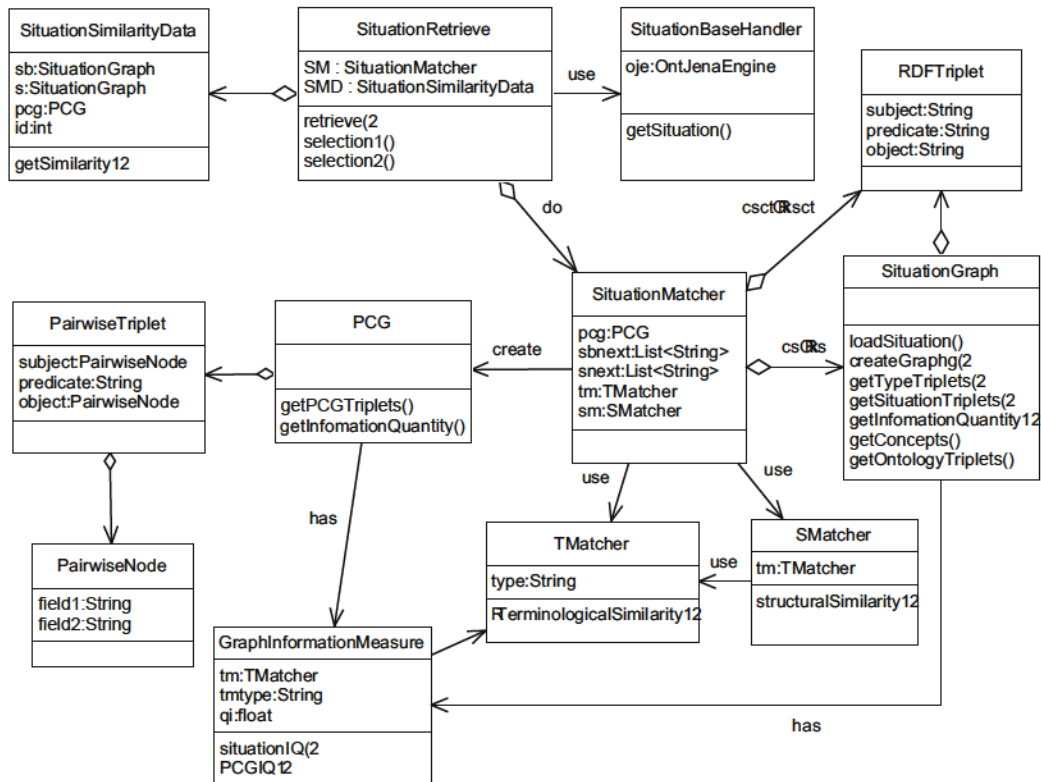 SituationSimilarityData
sb:SituationGraph
s:SituationGraph
pcg:PCG
id:int
getSimilarity12
SituationRetrieve
SM : SituationMatcher
SMD : SituationSimilarityData
retrieve(2
selection1()
selection2()
use
SituationBaseHandler
oje:OntJenaEngine
getSituation()
RDFTriplet
subject:String
predicate:String
object:String
do
SituationGraph
loadSituation()
createGraphg(2
getTypeTriplets(2
getSituationTriplets(2
getInfomationQuantity12
getConcepts()
getOntologyTriplets()
SituationMatcher
pcg:PCG
sbnext:List<String>
snext:List<String>
tm:TMatcher
sm:SMatcher
create
PCG
getPCGTriplets()
getInfomationQuantity()
PairwiseTriplet
subject:PairwiseNode
predicate:String
object:PairwiseNode
PairwiseNode
field1:String
field2:String
has
use
use
TMatcher
type:String
use
SMatcher
tm:TMatcher
structuralSimilarity12
GraphInformationMeasure
tm:TMatcher
tmtype:String
qi:float
situationIQ(2
has